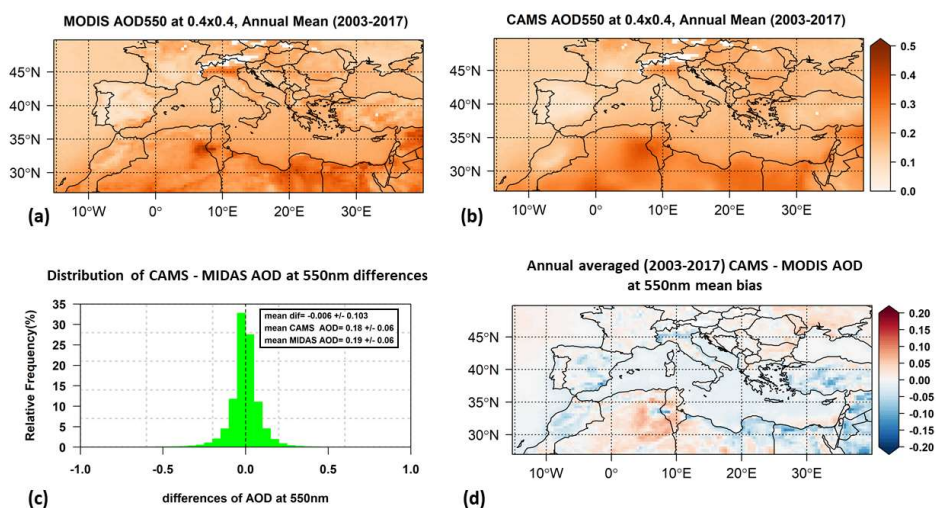 MODIS AOD550 at 0.4x0.4, Annual Mean (2003-2017)
45°N
40°N
35°N
30°N
10°W 0° 10°E 20°E 30°E
(a)
CAMS AOD550 at 0.4x0.4, Annual Mean (2003-2017)
45°N
40°N
35°N
30°N
10°W 0° 10°E 20°E 30°E
0.5
0.4
0.3
0.2
0.1
0.0
(b)
Distribution of CAMS - MIDAS AOD at 550nm differences
Relative Frequency(%)
35
30
25
20
15
10
5
0
mean dif= -0.006 +/- 0.103
mean CAMS AOD= 0.18 +/- 0.06
mean MIDAS AOD= 0.19 +/- 0.06
-1.0 -0.5 0.0 0.5 1.0
differences of AOD at 550nm
(c)
Annual averaged (2003-2017) CAMS - MODIS AOD
at 550nm mean bias
45°N
40°N
35°N
30°N
10°W 0° 10°E 20°E 30°E
0.20
0.15
0.10
0.05
0.00
-0.05
-0.10
-0.15
-0.20
(d)